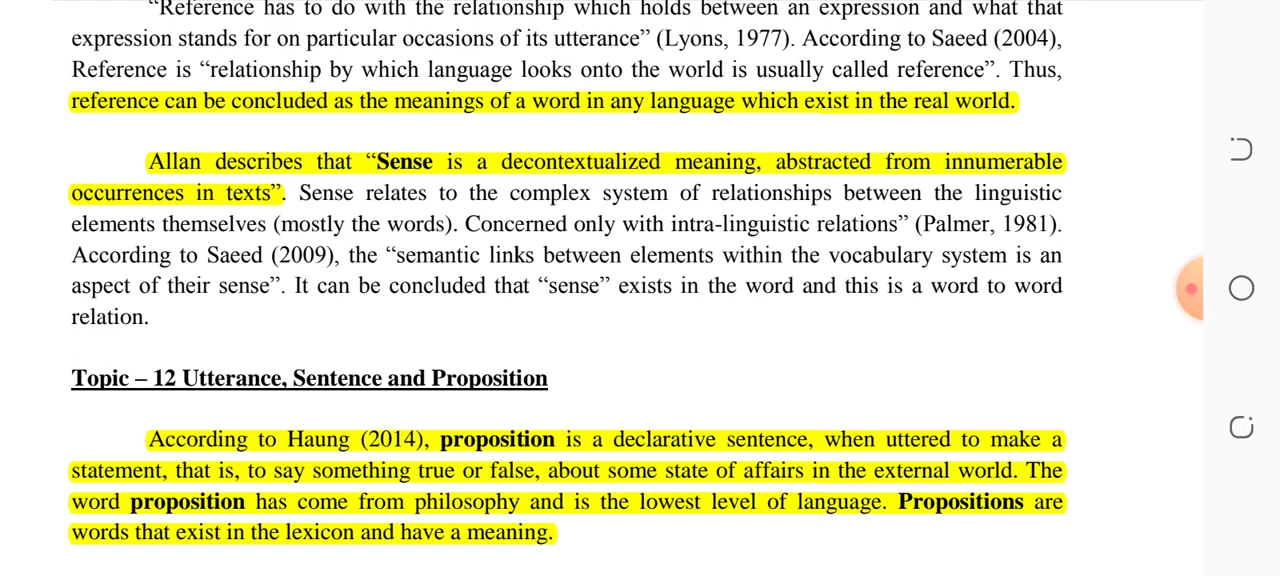 “Reference has to do with the relationship which holds between an expression and what that
expression stands for on particular occasions of its utterance” (Lyons, 1977). According to Saeed (2004),
Reference is “relationship by which language looks onto the world is usually called reference”. Thus,
reference can be concluded as the meanings of a word in any language which exist in the real world.
Allan describes that “Sense is a decontextualized meaning, abstracted from innumerable
occurrences in texts”. Sense relates to the complex system of relationships between the linguistic
elements themselves (mostly the words). Concerned only with intra-linguistic relations” (Palmer, 1981).
According to Saeed (2009), the “semantic links between elements within the vocabulary system is an
aspect of their sense”. It can be concluded that “sense” exists in the word and this is a word to word
relation.
Topic – 12 Utterance, Sentence and Proposition
According to Haung (2014), proposition is a declarative sentence, when uttered to make a
statement, that is, to say something true or false, about some state of affairs in the external world. The
word proposition has come from philosophy and is the lowest level of language. Propositions are
words that exist in the lexicon and have a meaning.